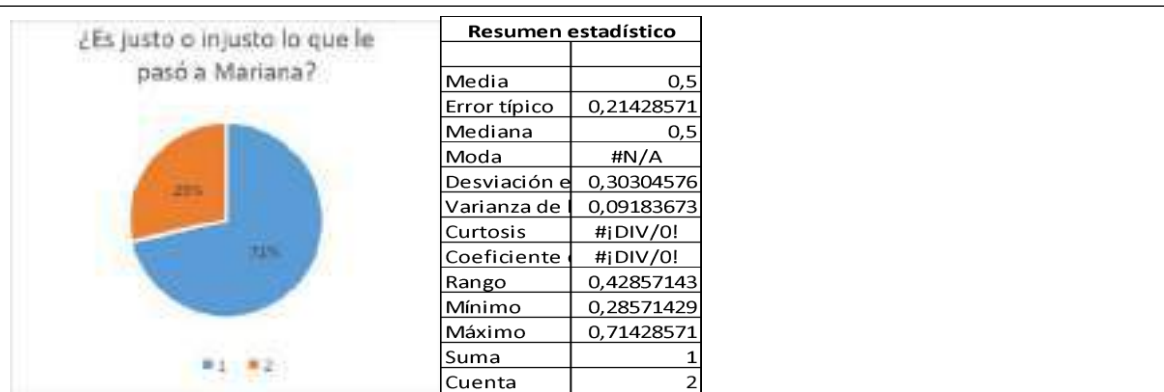 ¿Es justo o injusto lo que le
pasó a Mariana?
29%
71%
1 2
Resumen estadístico
Media 0,5
Error típico 0,21428571
Mediana 0,5
Moda #N/A
Desviación e 0,30304576
Varianza de l 0,09183673
Curtosis #¡DIV/0!
Coeficiente #¡DIV/0!
Rango 0,42857143
Mínimo 0,28571429
Máximo 0,71428571
Suma 1
Cuenta 2